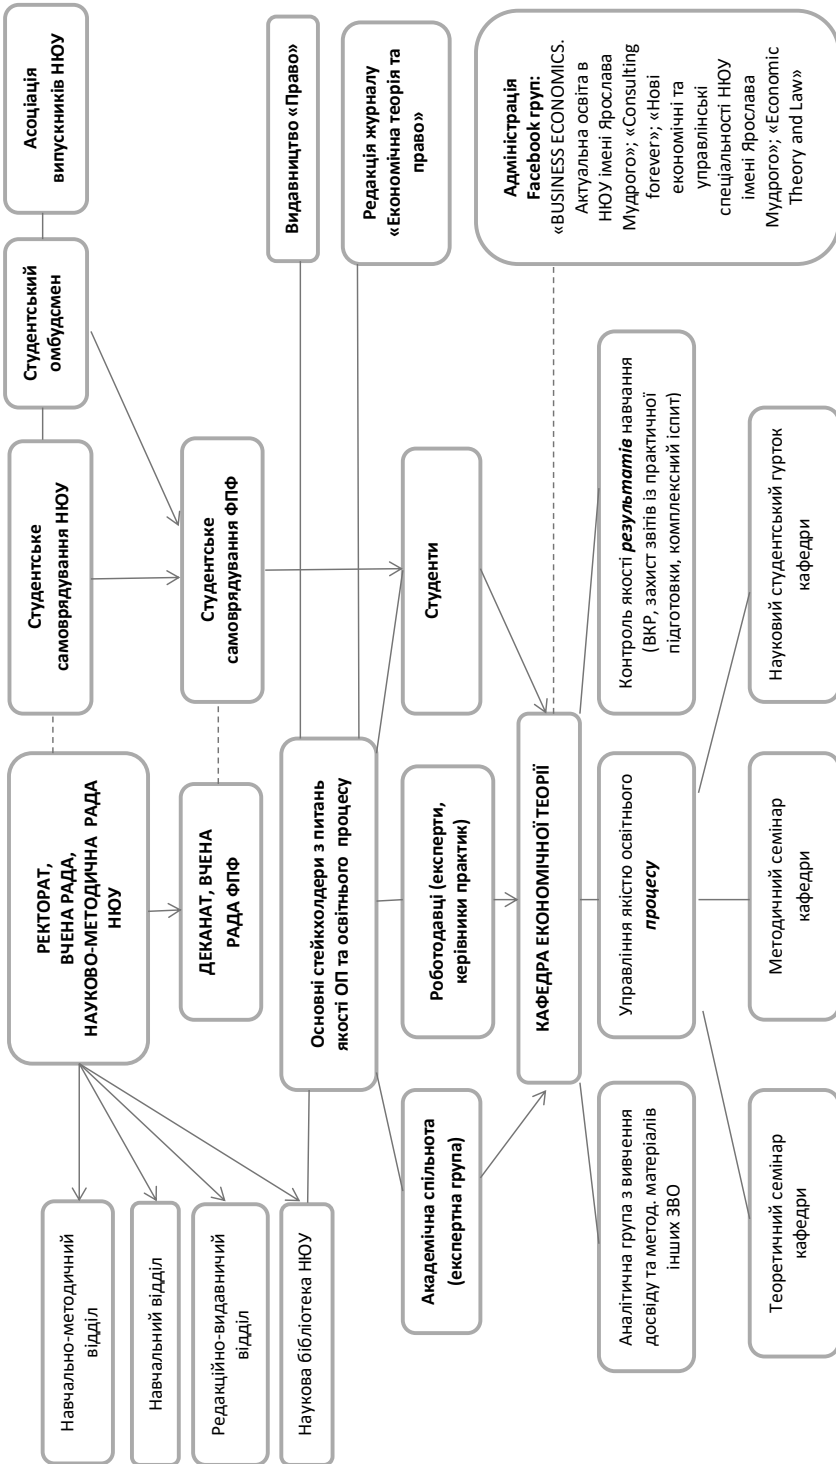 РЕКТОРАТ,
ВЧЕНА РАДА,
НАУКОВО-МЕТОДИЧНА РАДА
НЮУ
Студентське
самоврядування НЮУ
Студентський
омбудсмен
Асоціація
випускників НЮУ
Навчально-методичний
відділ
Навчальний відділ
Редакційно-видавничий
відділ
Наукова бібліотека НЮУ
ДЕКАНАТ, ВЧЕНА
РАДА ФПФ
Студентське
самоврядування ФПФ
Основні стейкхолдери з питань
якості ОП та освітнього процесу
Видавництво «Право»
Редакція журналу
«Економічна теорія та
право»
Академічна спільнота
(експертна група)
Роботодавці (експерти,
керівники практик)
Студенти
КАФЕДРА ЕКОНОМІЧНОЇ ТЕОРІЇ
Адміністрація
Facebook груп:
«BUSINESS ECONOMICS.
Актуальна освіта в
НЮУ імені Ярослава
Мудрого»; «Consulting
forever»; «Нові
економічні та
управлінські
спеціальності НЮУ
імені Ярослава
Мудрого»; «Economic
Theory and Law»
Аналітична група з вивчення
досвіду та метод. матеріалів
інших ЗВО
Управління якістю освітнього
процесу
Контроль якості результатів навчання
(ВКР, захист звітів із практичної
підготовки, комплексний іспит)
Теоретичний семінар
кафедри
Методичний семінар
кафедри
Науковий студентський гурток
кафедри